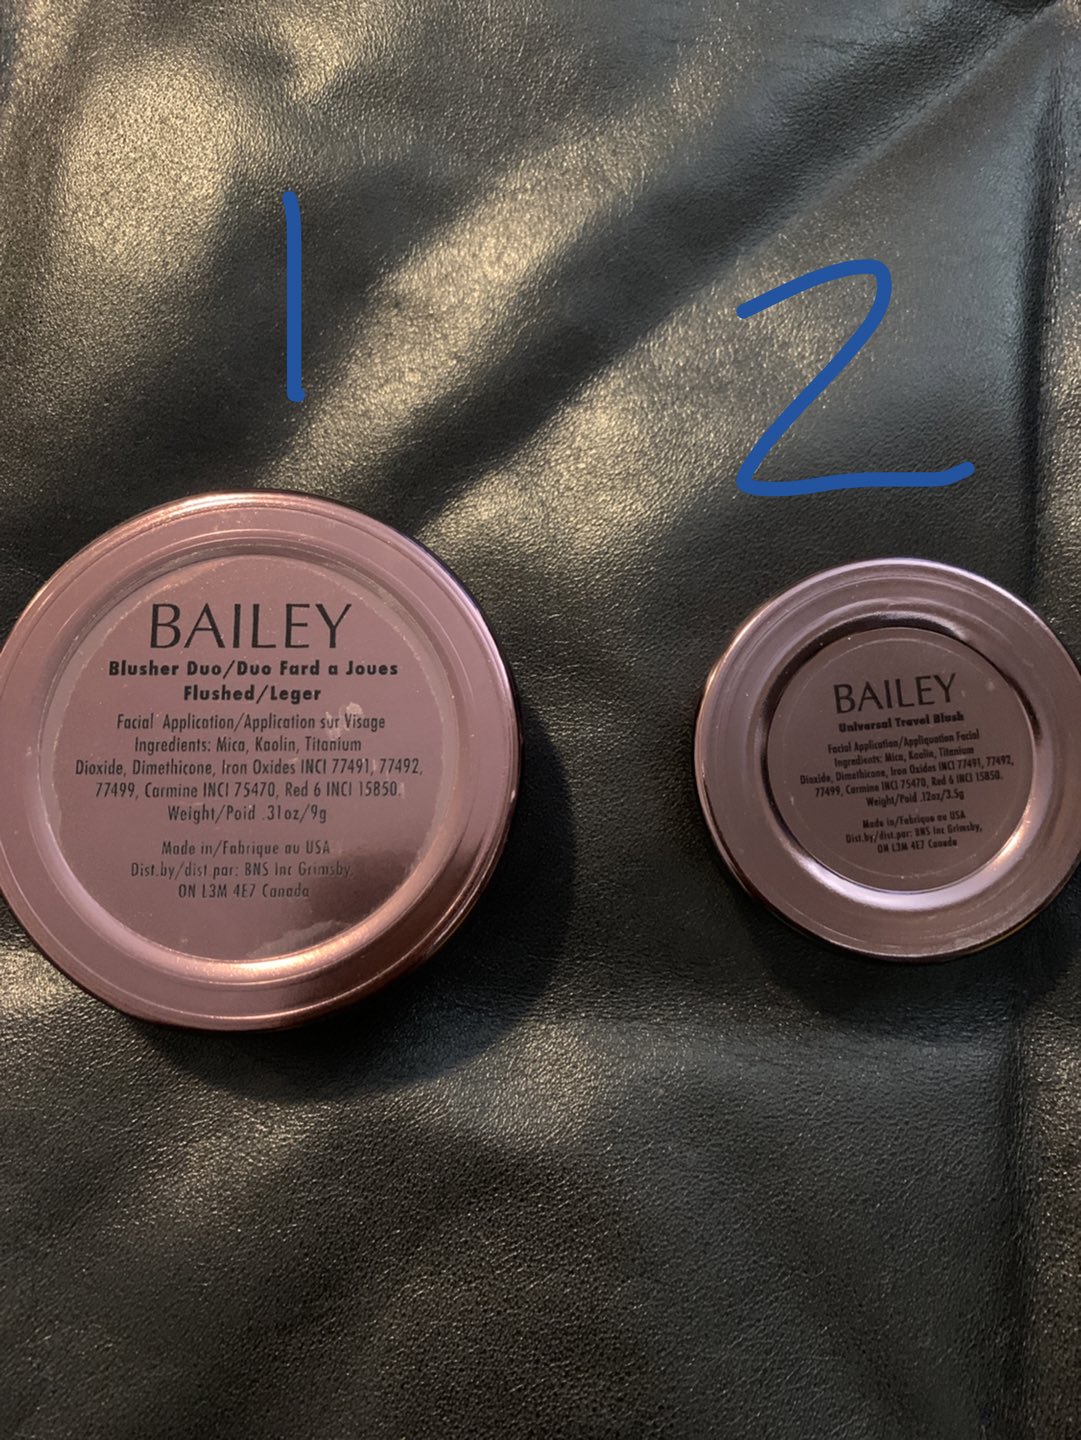 1
2
BAILEY
Blusher Duo/Duo Fard a Joues
Flushed/Leger
Facial Application/Application sur Visage
Ingredients: Mica, Kaolin, Titanium
Dioxide, Dimethicone, Iron Oxides INCI 77491, 77492,
77499, Carmine INCI 75470, Red 6 INCI 15850.
Weight/Poid .31oz/9g
Made in/Fabrique au USA
Dist.by/dist par: BNS Inc Grimsby,
ON L3M 4E7 Canada
BAILEY
Universal Travel Blush
Facial Application/Appliquation Facial
Ingredients: Mica, Kaolin, Titanium
Dioxide, Dimethicone, Iron Oxides INCI 77491, 77492,
77499, Carmine INCI 75470, Red 6 INCI 15850.
Weight/Poid .12oz/3.5g
Made in/Fabrique au USA
Dist.by/dist par: BNS Inc Grimsby,
ON L3M 4E7 Canada